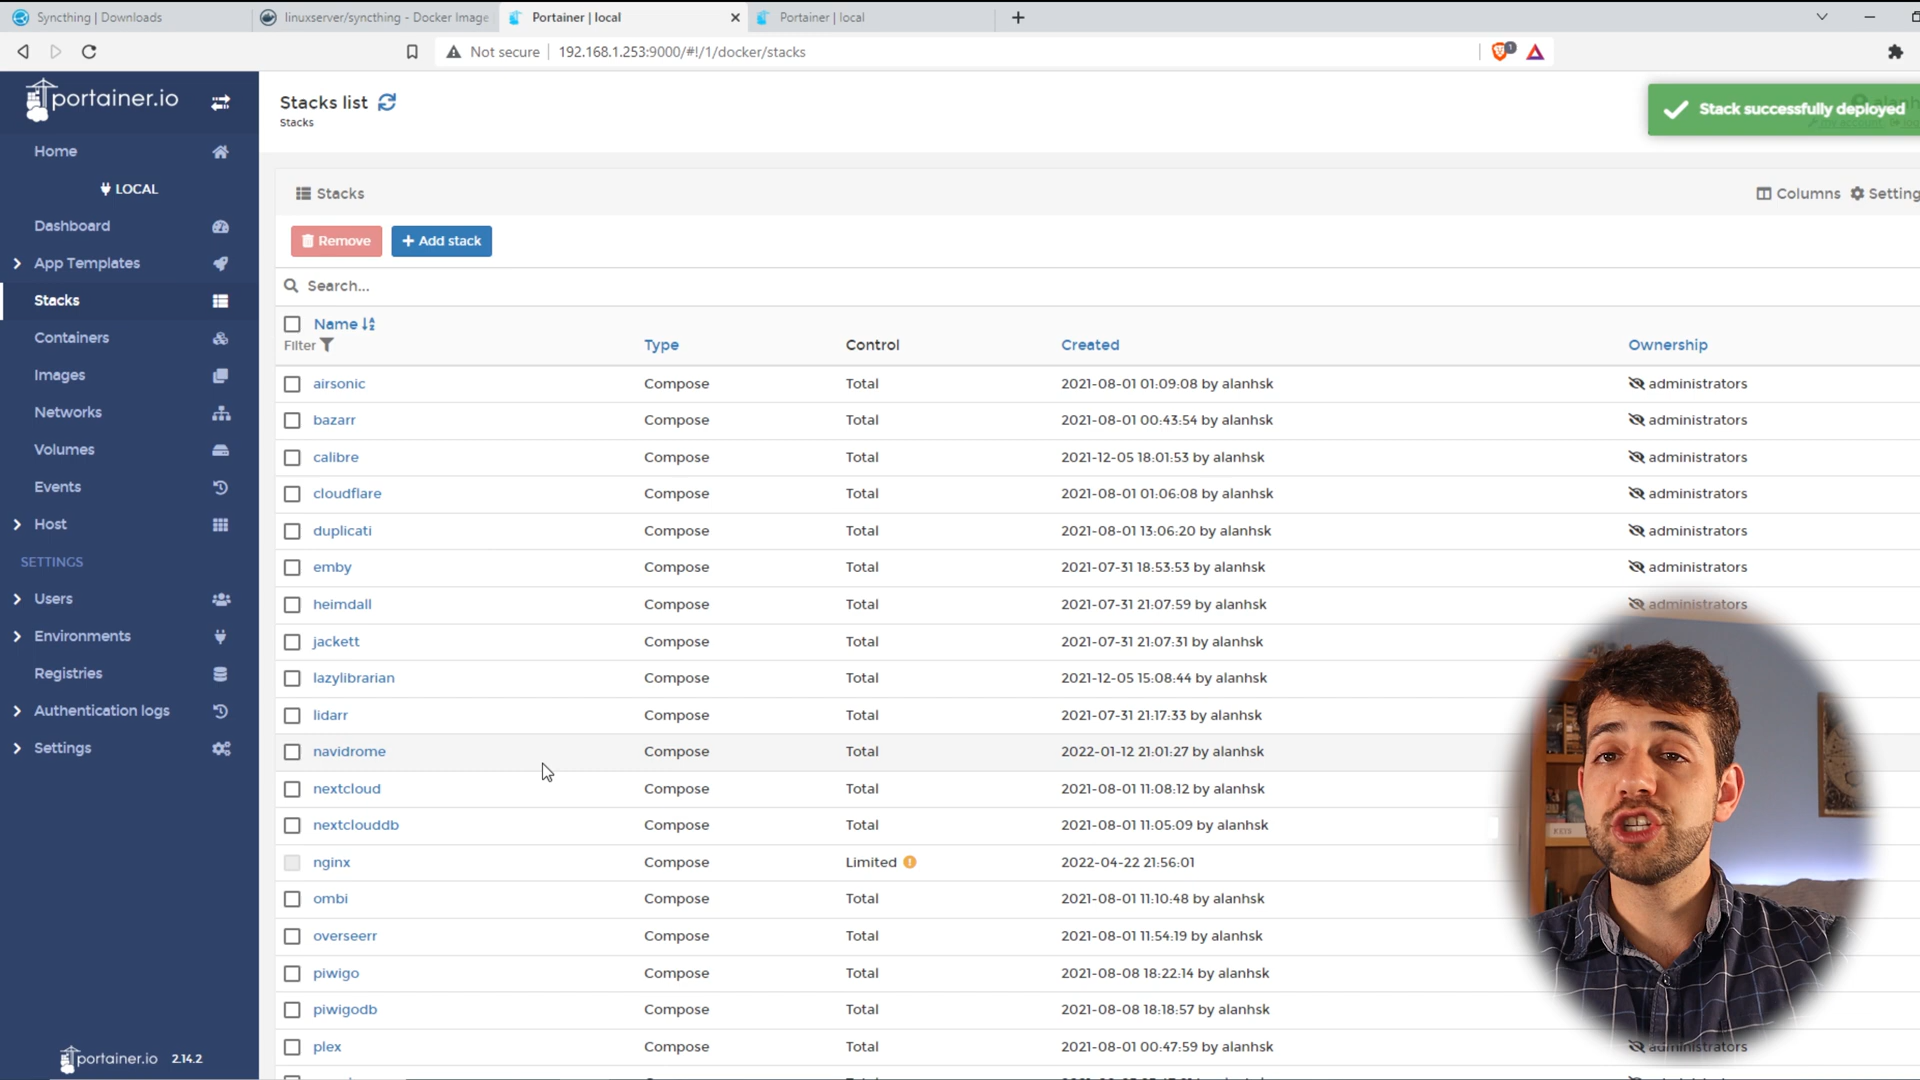 Syncthing | Downloads
linuxserver/syncthing - Docker Image
Portainer | local
Portainer | local
Not secure
192.168.1.253:9000/#!/1/docker/stacks
1
portainer.io
Stacks list
Stacks
Stack successfully deployed
Home
LOCAL
Dashboard
App Templates
Stacks
Containers
Images
Networks
Volumes
Events
Host
SETTINGS
Users
Environments
Registries
Authentication logs
Settings
portainer.io 2.14.2
Stacks
Columns
Setting
Remove
Add stack
Search...
Name
Filter
Type
Control
Created
Ownership
airsonic Compose Total 2021-08-01 01:09:08 by alanhsk administrators
bazarr Compose Total 2021-08-01 00:43:54 by alanhsk administrators
calibre Compose Total 2021-12-05 18:01:53 by alanhsk administrators
cloudflare Compose Total 2021-08-01 01:06:08 by alanhsk administrators
duplicati Compose Total 2021-08-01 13:06:20 by alanhsk administrators
emby Compose Total 2021-07-31 18:53:53 by alanhsk administrators
heimdall Compose Total 2021-07-31 21:07:59 by alanhsk administrators
jackett Compose Total 2021-07-31 21:07:31 by alanhsk
lazylibrarian Compose Total 2021-12-05 15:08:44 by alanhsk
lidarr Compose Total 2021-07-31 21:17:33 by alanhsk
navidrome Compose Total 2022-01-12 21:01:27 by alanhsk
nextcloud Compose Total 2021-08-01 11:08:12 by alanhsk
nextclouddb Compose Total 2021-08-01 11:05:09 by alanhsk
nginx Compose Limited 2022-04-22 21:56:01
ombi Compose Total 2021-08-01 11:10:48 by alanhsk
overseerr Compose Total 2021-08-01 11:54:19 by alanhsk
piwigo Compose Total 2021-08-08 18:22:14 by alanhsk
piwigodb Compose Total 2021-08-08 18:18:57 by alanhsk
plex Compose Total 2021-08-01 00:47:59 by alanhsk administrators